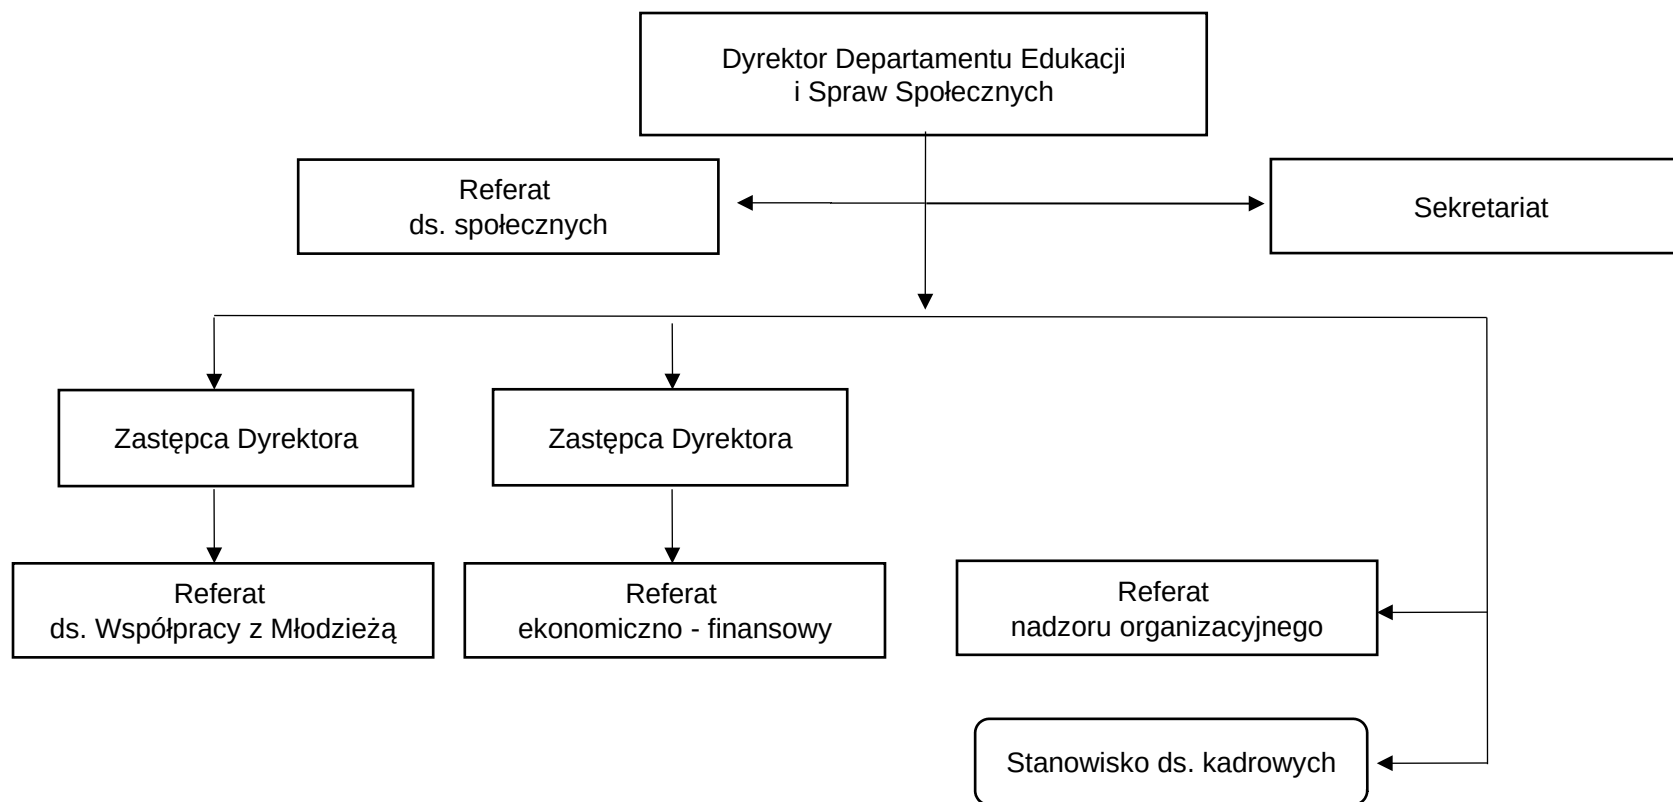 Dyrektor Departamentu Edukacji
i Spraw Społecznych
Referat
ds. społecznych
Sekretariat
Zastępca Dyrektora
Zastępca Dyrektora
Referat
ds. Współpracy z Młodzieżą
Referat
ekonomiczno - finansowy
Referat
nadzoru organizacyjnego
Stanowisko ds. kadrowych